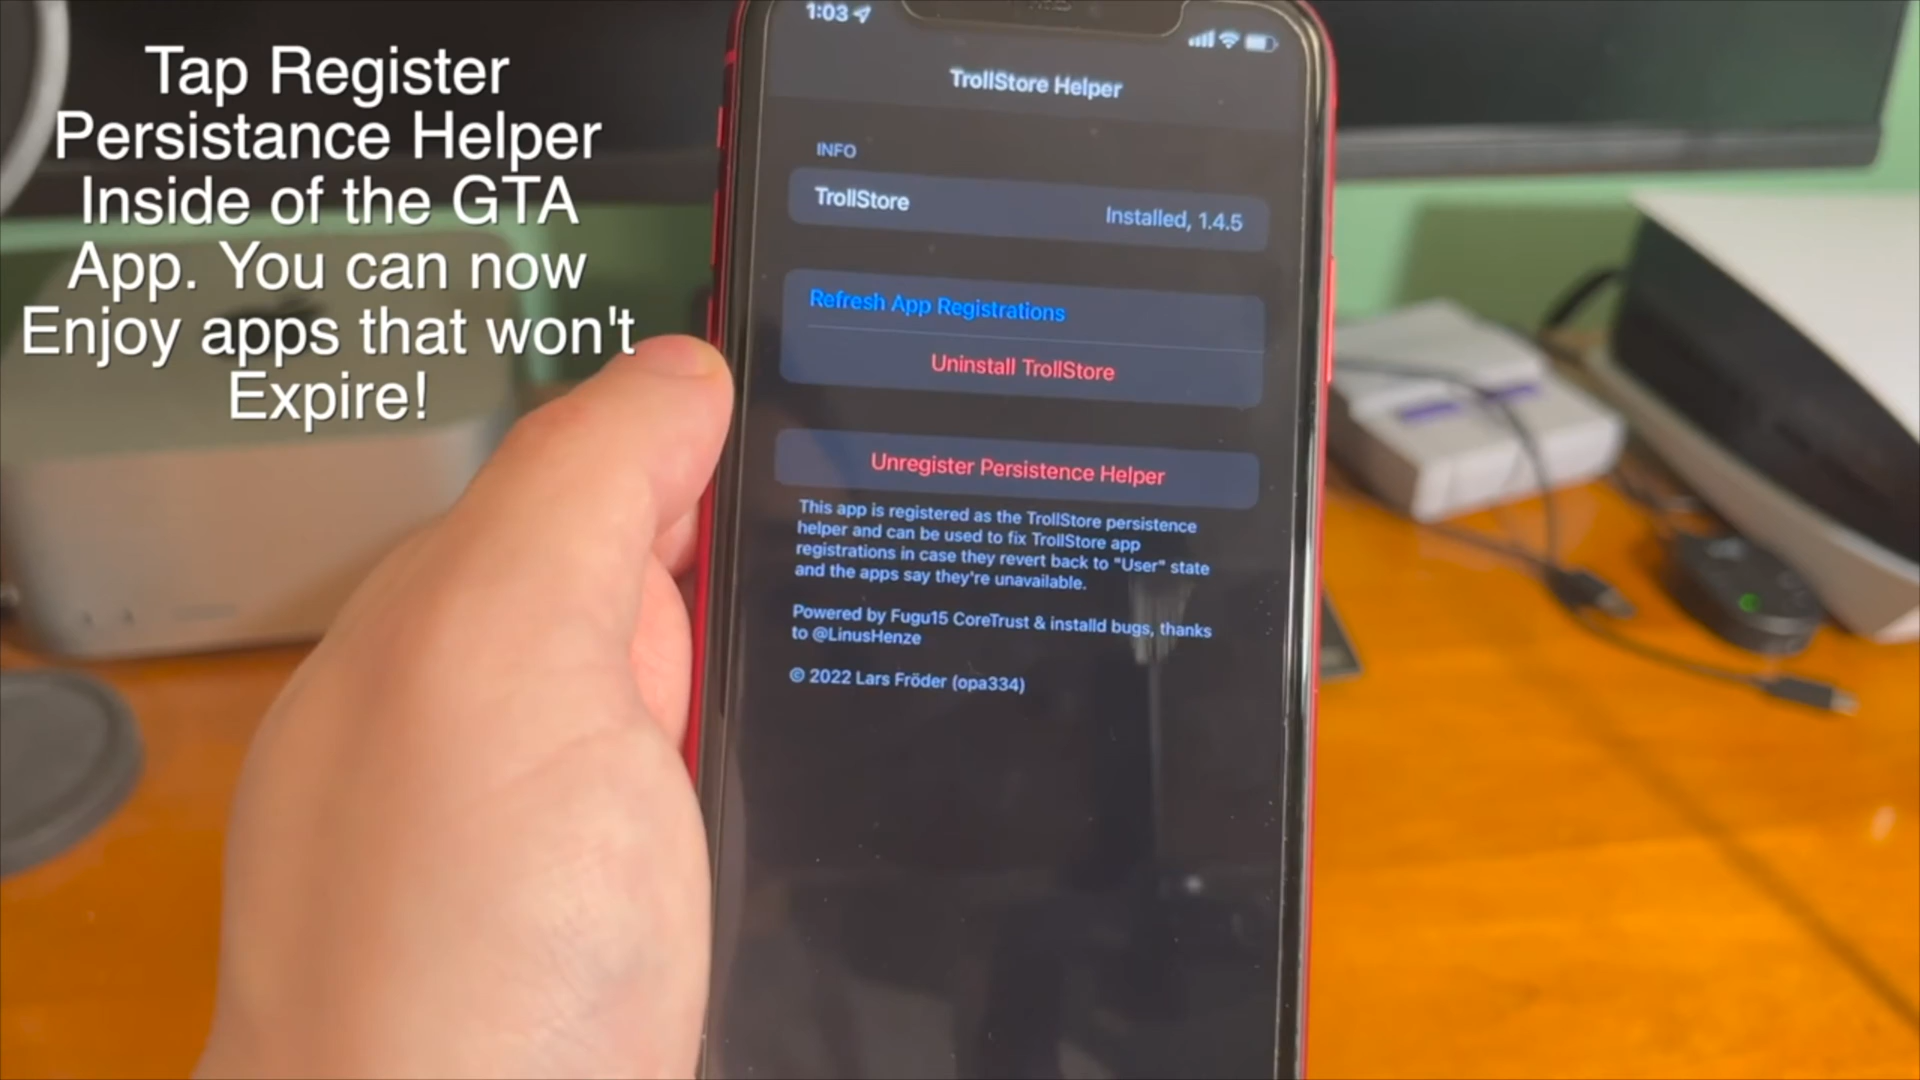 Tap Register
Persistance Helper
Inside of the GTA
App. You can now
Enjoy apps that won't
Expire!
1:03
TrollStore Helper
INFO
TrollStore
Installed, 1.4.5
Refresh App Registrations
Uninstall TrollStore
Unregister Persistence Helper
This app is registered as the TrollStore persistence
helper and can be used to fix TrollStore app
registrations in case they revert back to "User" state
and the apps say they're unavailable.
Powered by Fugu15 CoreTrust & installd bugs, thanks
to @LinusHenze
© 2022 Lars Fröder (opa334)